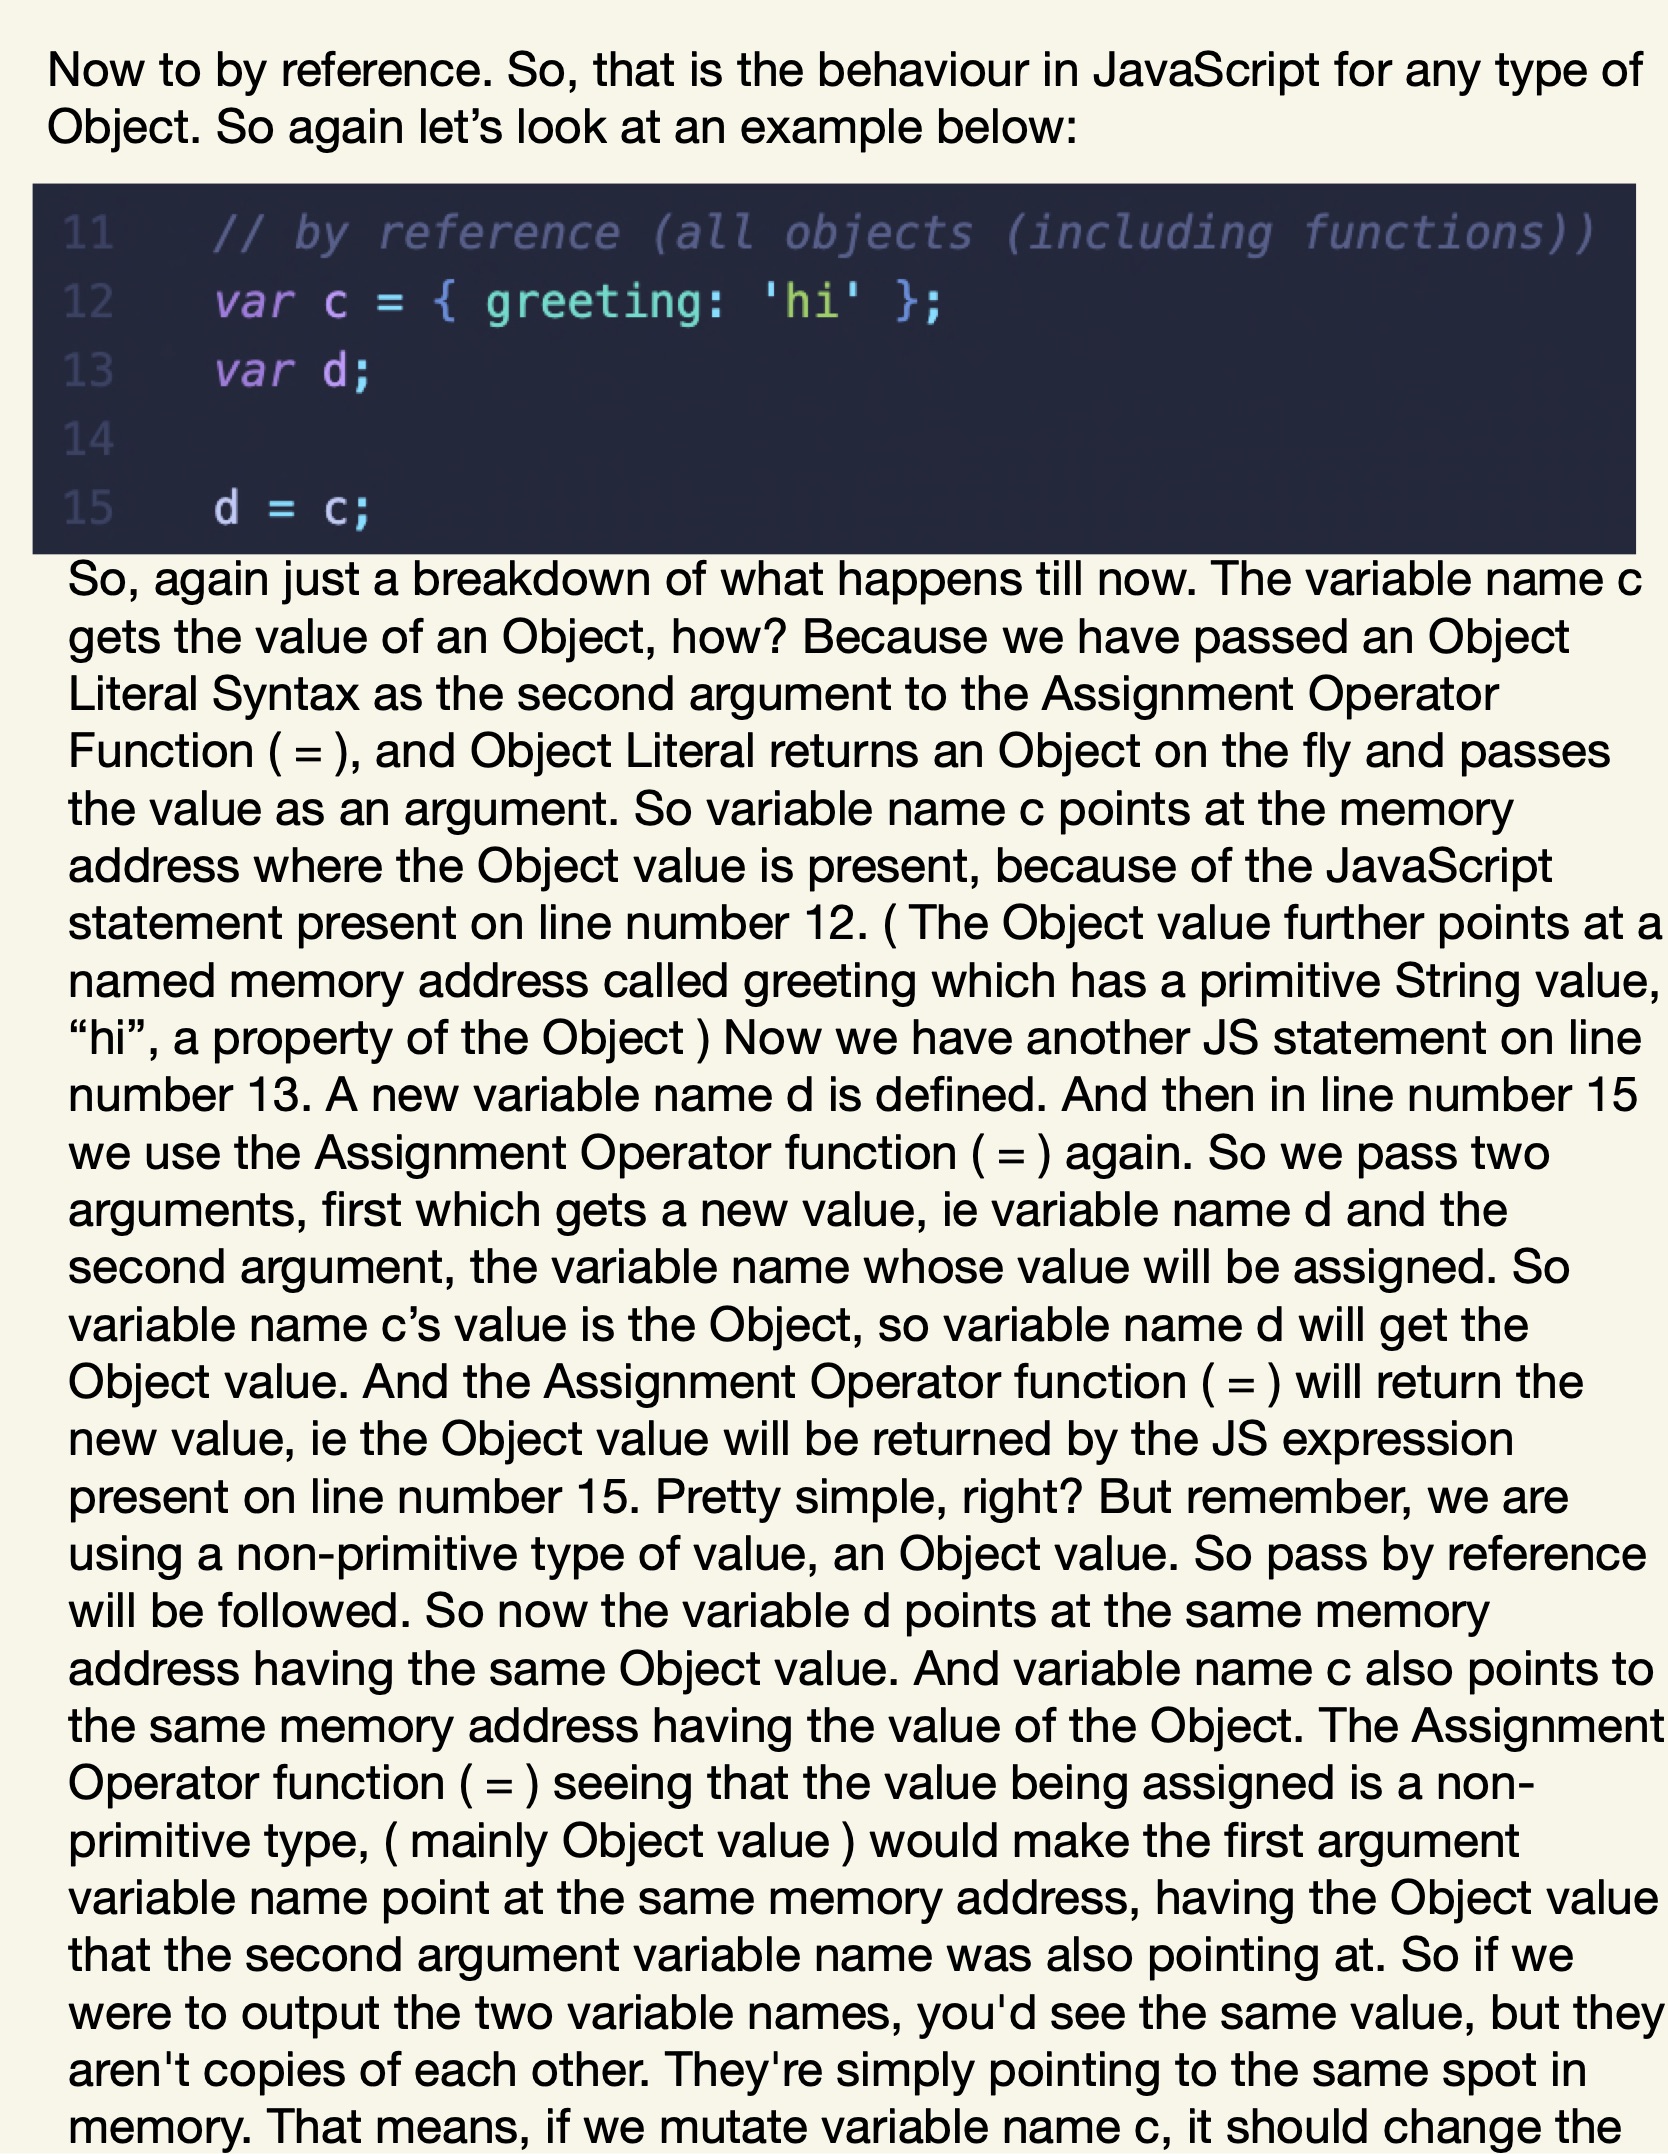 Now to by reference. So, that is the behaviour in JavaScript for any type of
Object. So again let’s look at an example below:
11 // by reference (all objects (including functions))
12 var c = { greeting: 'hi' };
13 var d;
14
15 d = c;
So, again just a breakdown of what happens till now. The variable name c
gets the value of an Object, how? Because we have passed an Object
Literal Syntax as the second argument to the Assignment Operator
Function ( = ), and Object Literal returns an Object on the fly and passes
the value as an argument. So variable name c points at the memory
address where the Object value is present, because of the JavaScript
statement present on line number 12. ( The Object value further points at a
named memory address called greeting which has a primitive String value,
“hi”, a property of the Object ) Now we have another JS statement on line
number 13. A new variable name d is defined. And then in line number 15
we use the Assignment Operator function ( = ) again. So we pass two
arguments, first which gets a new value, ie variable name d and the
second argument, the variable name whose value will be assigned. So
variable name c’s value is the Object, so variable name d will get the
Object value. And the Assignment Operator function ( = ) will return the
new value, ie the Object value will be returned by the JS expression
present on line number 15. Pretty simple, right? But remember, we are
using a non-primitive type of value, an Object value. So pass by reference
will be followed. So now the variable d points at the same memory
address having the same Object value. And variable name c also points to
the same memory address having the value of the Object. The Assignment
Operator function ( = ) seeing that the value being assigned is a non-
primitive type, ( mainly Object value ) would make the first argument
variable name point at the same memory address, having the Object value
that the second argument variable name was also pointing at. So if we
were to output the two variable names, you'd see the same value, but they
aren't copies of each other. They're simply pointing to the same spot in
memory. That means, if we mutate variable name c, it should change the